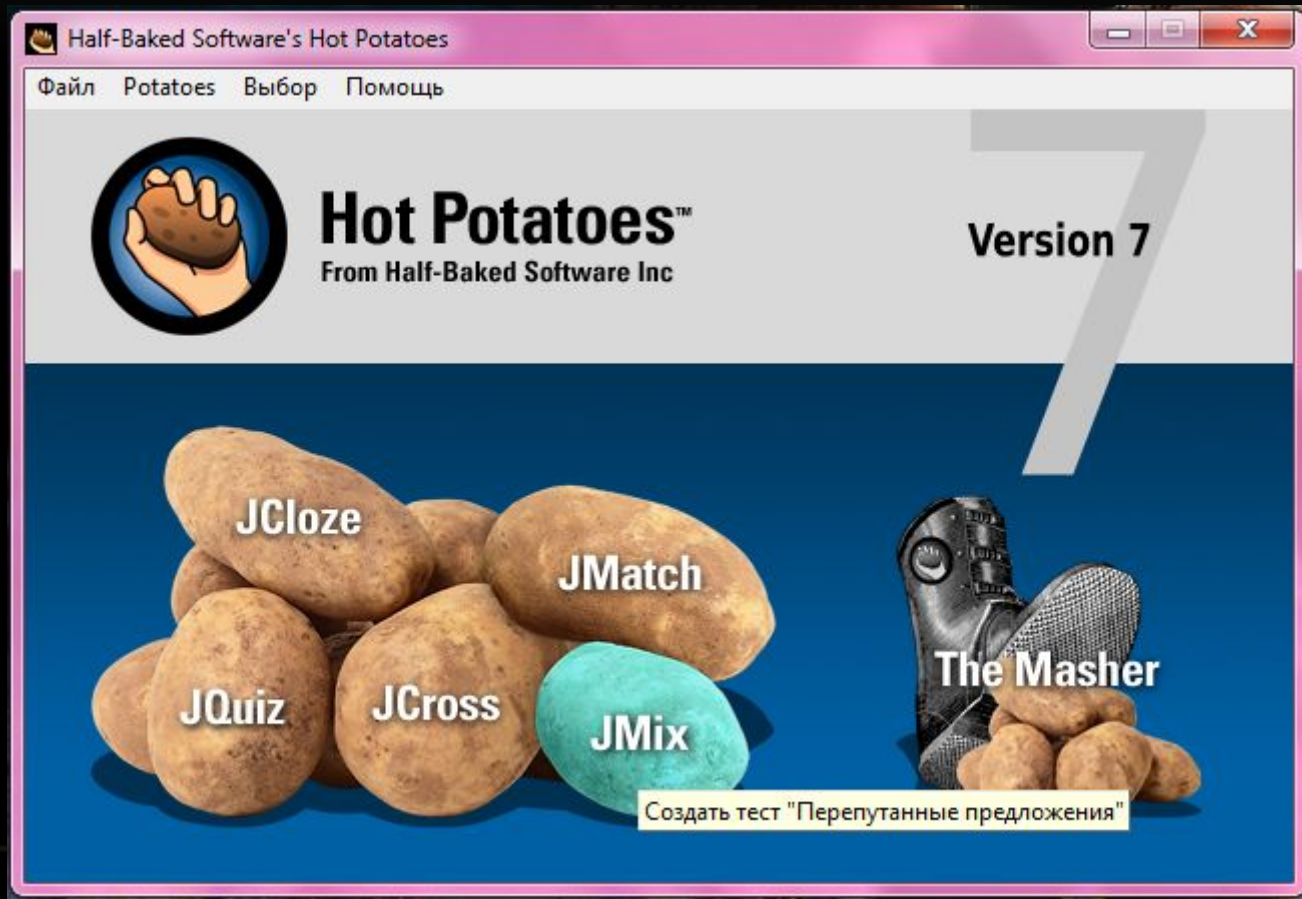 Half-Baked Software's Hot Potatoes
Файл Potatoes Выбор Помощь
7
Hot Potatoes™
From Half-Baked Software Inc
Version 7
JCloze
JMatch
JQuiz
JCross
JMix
The Masher
Создать тест "Перепутанные предложения"